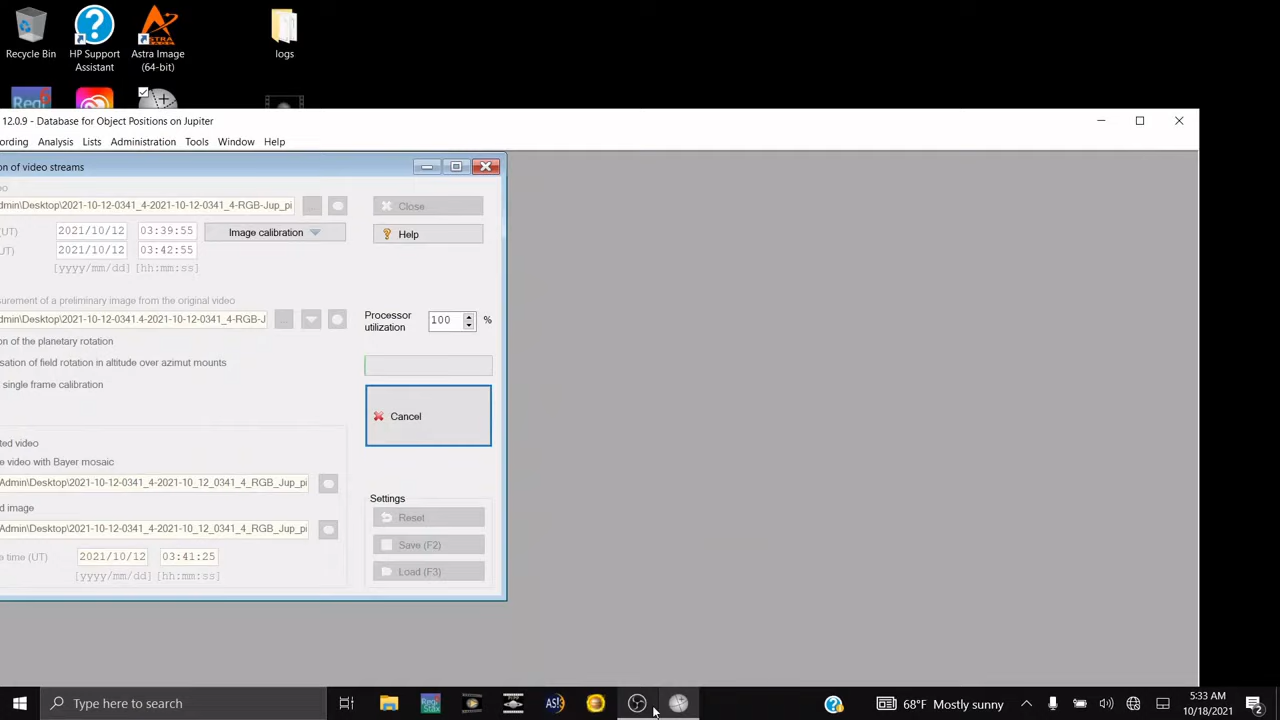 Recycle Bin
HP Support Assistant
Astra Image (64-bit)
logs
Regi
12.0.9 - Database for Object Positions on Jupiter
ording Analysis Lists Administration Tools Window Help
on of video streams
o
dmin\Desktop\2021-10-12-0341_4-2021-10-12-0341_4-RGB-Jup_pi ... Close
(UT) 2021/10/12 03:39:55 Image calibration Help
UT) 2021/10/12 03:42:55
[yyyy/mm/dd] [hh:mm:ss]
urement of a preliminary image from the original video
dmin\Desktop\2021-10-12-0341.4-2021-10-12-0341_4-RGB-J ... Processor utilization 100 %
on of the planetary rotation
sation of field rotation in altitude over azimut mounts
single frame calibration
Cancel
ted video
e video with Bayer mosaic
Admin\Desktop\2021-10-12-0341_4-2021-10_12_0341_4_RGB_Jup_pi
Settings
d image
Reset
Admin\Desktop\2021-10-12-0341_4-2021-10_12_0341_4_RGB_Jup_pi
Save (F2)
e time (UT) 2021/10/12 03:41:25
[yyyy/mm/dd] [hh:mm:ss] Load (F3)
Type here to search
Regi
Stax
AS!
68°F Mostly sunny
5:33 AM
10/18/2021
2